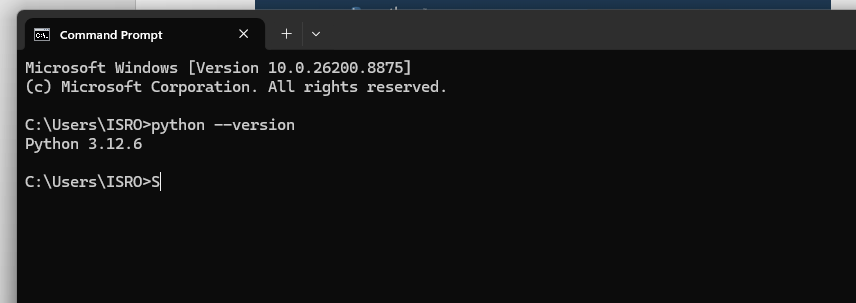 Command Prompt
Microsoft Windows [Version 10.0.26200.8875]
(c) Microsoft Corporation. All rights reserved.
C:\Users\ISRO>python --version
Python 3.12.6
C:\Users\ISRO>S